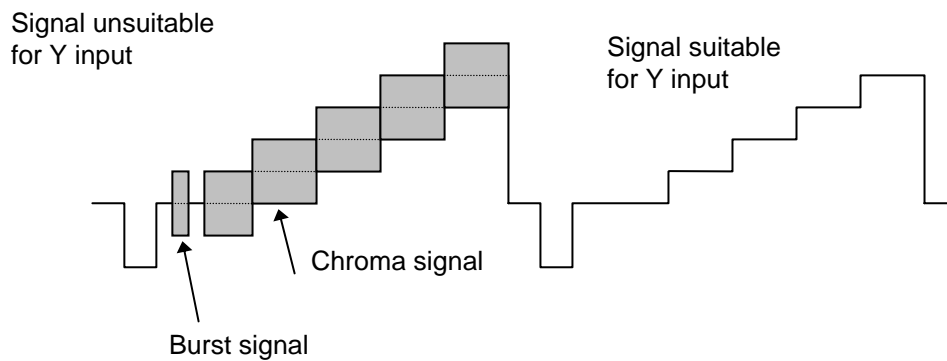 Signal unsuitable
for Y input
Signal suitable
for Y input
Chroma signal
Burst signal